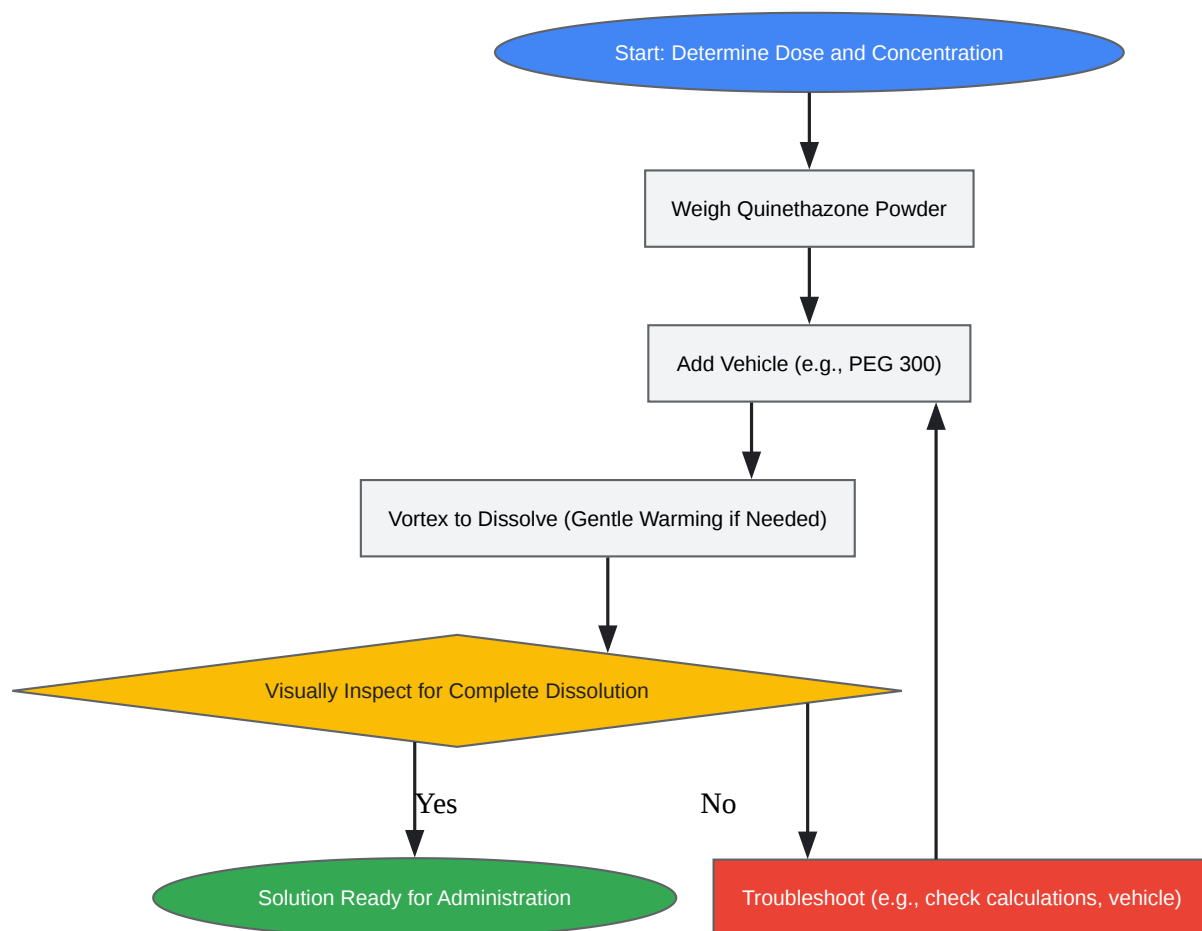 Start: Determine Dose and Concentration
Weigh Quinethazone Powder
Add Vehicle (e.g., PEG 300)
Vortex to Dissolve (Gentle Warming if Needed)
Visually Inspect for Complete Dissolution
Yes
No
Solution Ready for Administration
Troubleshoot (e.g., check calculations, vehicle)